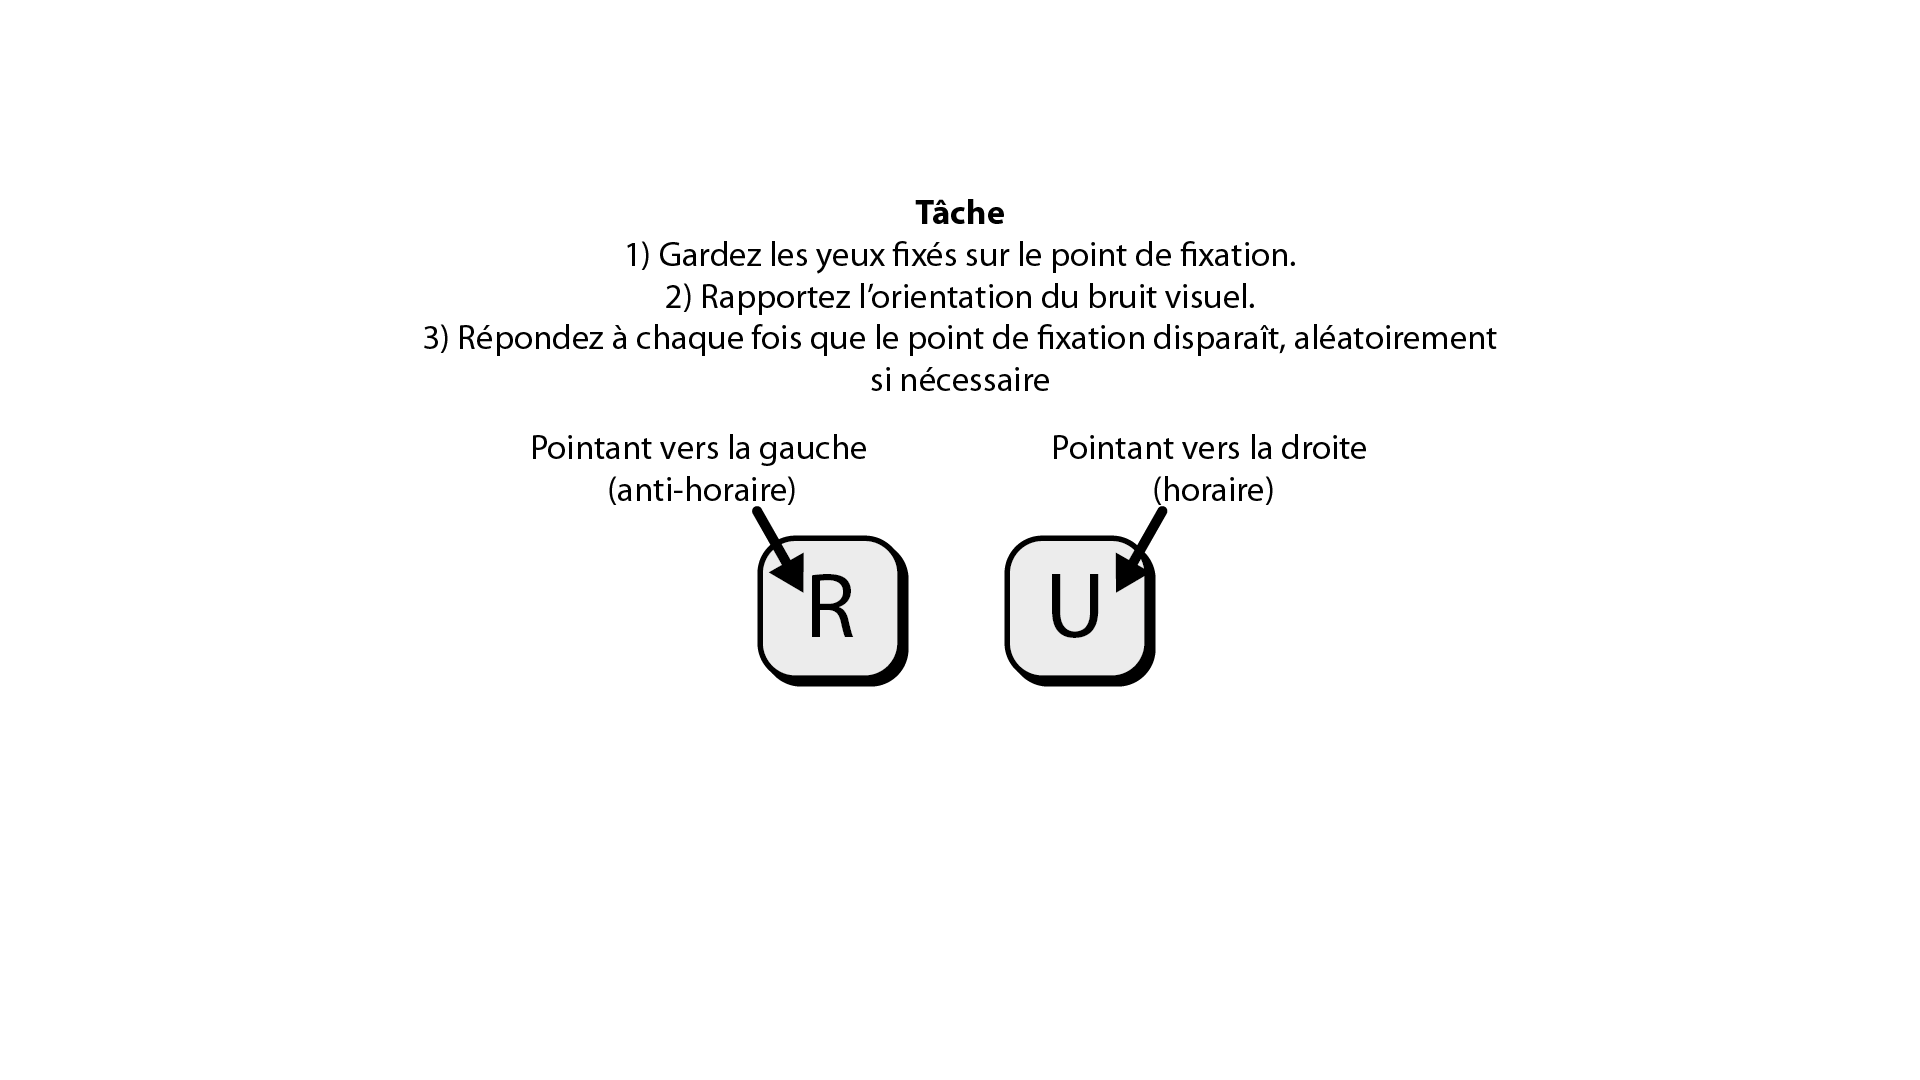 Tâche
1) Gardez les yeux fixés sur le point de fixation.
2) Rapportez l’orientation du bruit visuel.
3) Répondez à chaque fois que le point de fixation disparaît, aléatoirement
si nécessaire
Pointant vers la gauche
(anti-horaire)
Pointant vers la droite
(horaire)
R
U